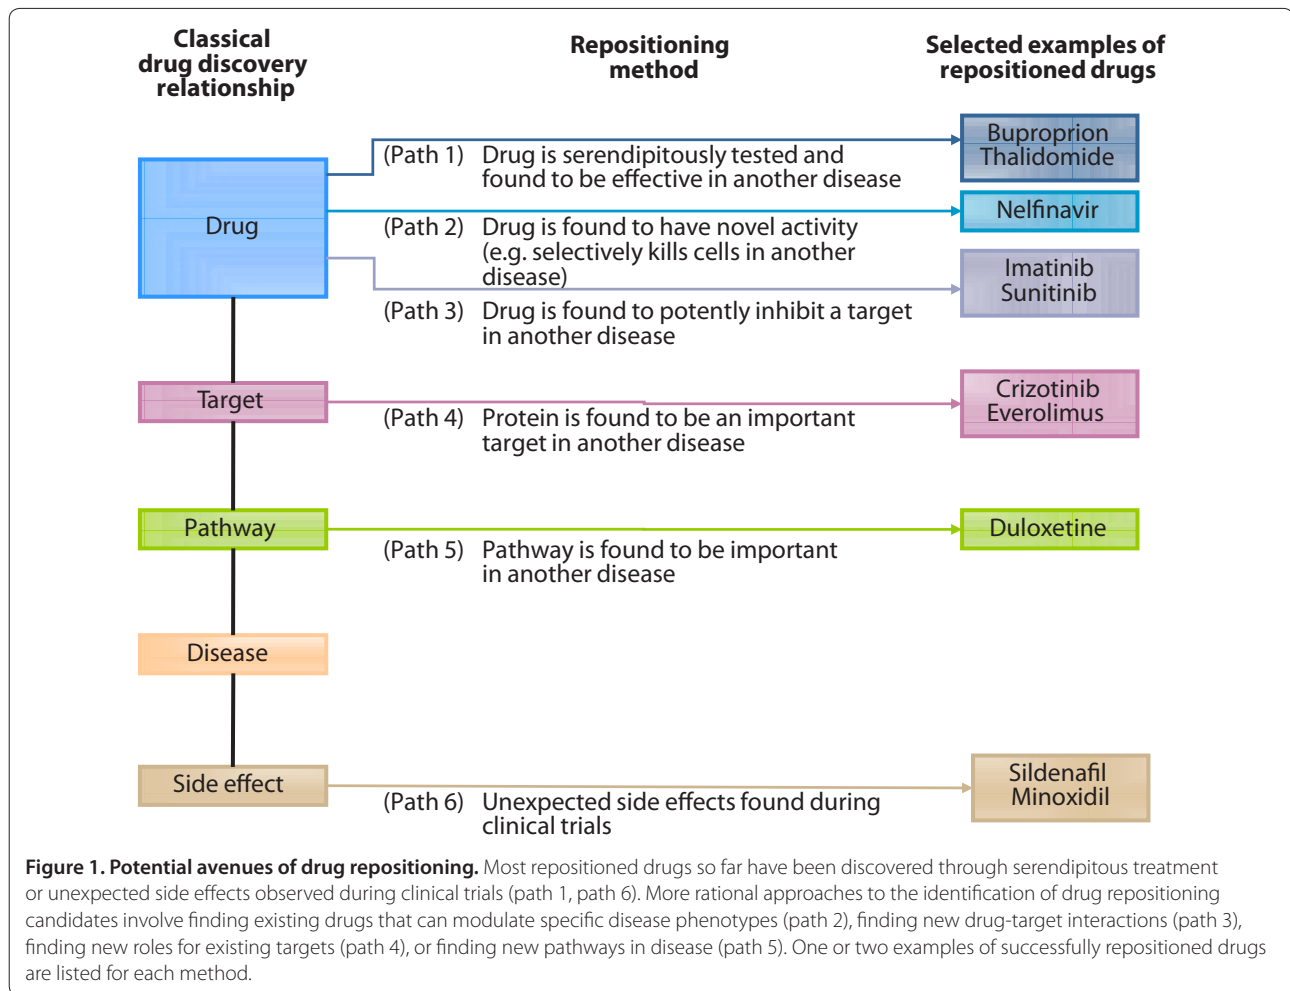 Classical
drug discovery
relationship
Repositioning
method
Selected examples of
repositioned drugs
Drug
(Path 1) Drug is serendipitously tested and
found to be effective in another disease
Buproprion
Thalidomide
(Path 2) Drug is found to have novel activity
(e.g. selectively kills cells in another
disease)
Nelfinavir
(Path 3) Drug is found to potently inhibit a target
in another disease
Imatinib
Sunitinib
Target
(Path 4) Protein is found to be an important
target in another disease
Crizotinib
Everolimus
Pathway
(Path 5) Pathway is found to be important
in another disease
Duloxetine
Disease
Side effect
(Path 6) Unexpected side effects found during
clinical trials
Sildenafil
Minoxidil
Figure 1. Potential avenues of drug repositioning. Most repositioned drugs so far have been discovered through serendipitous treatment
or unexpected side effects observed during clinical trials (path 1, path 6). More rational approaches to the identification of drug repositioning
candidates involve finding existing drugs that can modulate specific disease phenotypes (path 2), finding new drug-target interactions (path 3),
finding new roles for existing targets (path 4), or finding new pathways in disease (path 5). One or two examples of successfully repositioned drugs
are listed for each method.